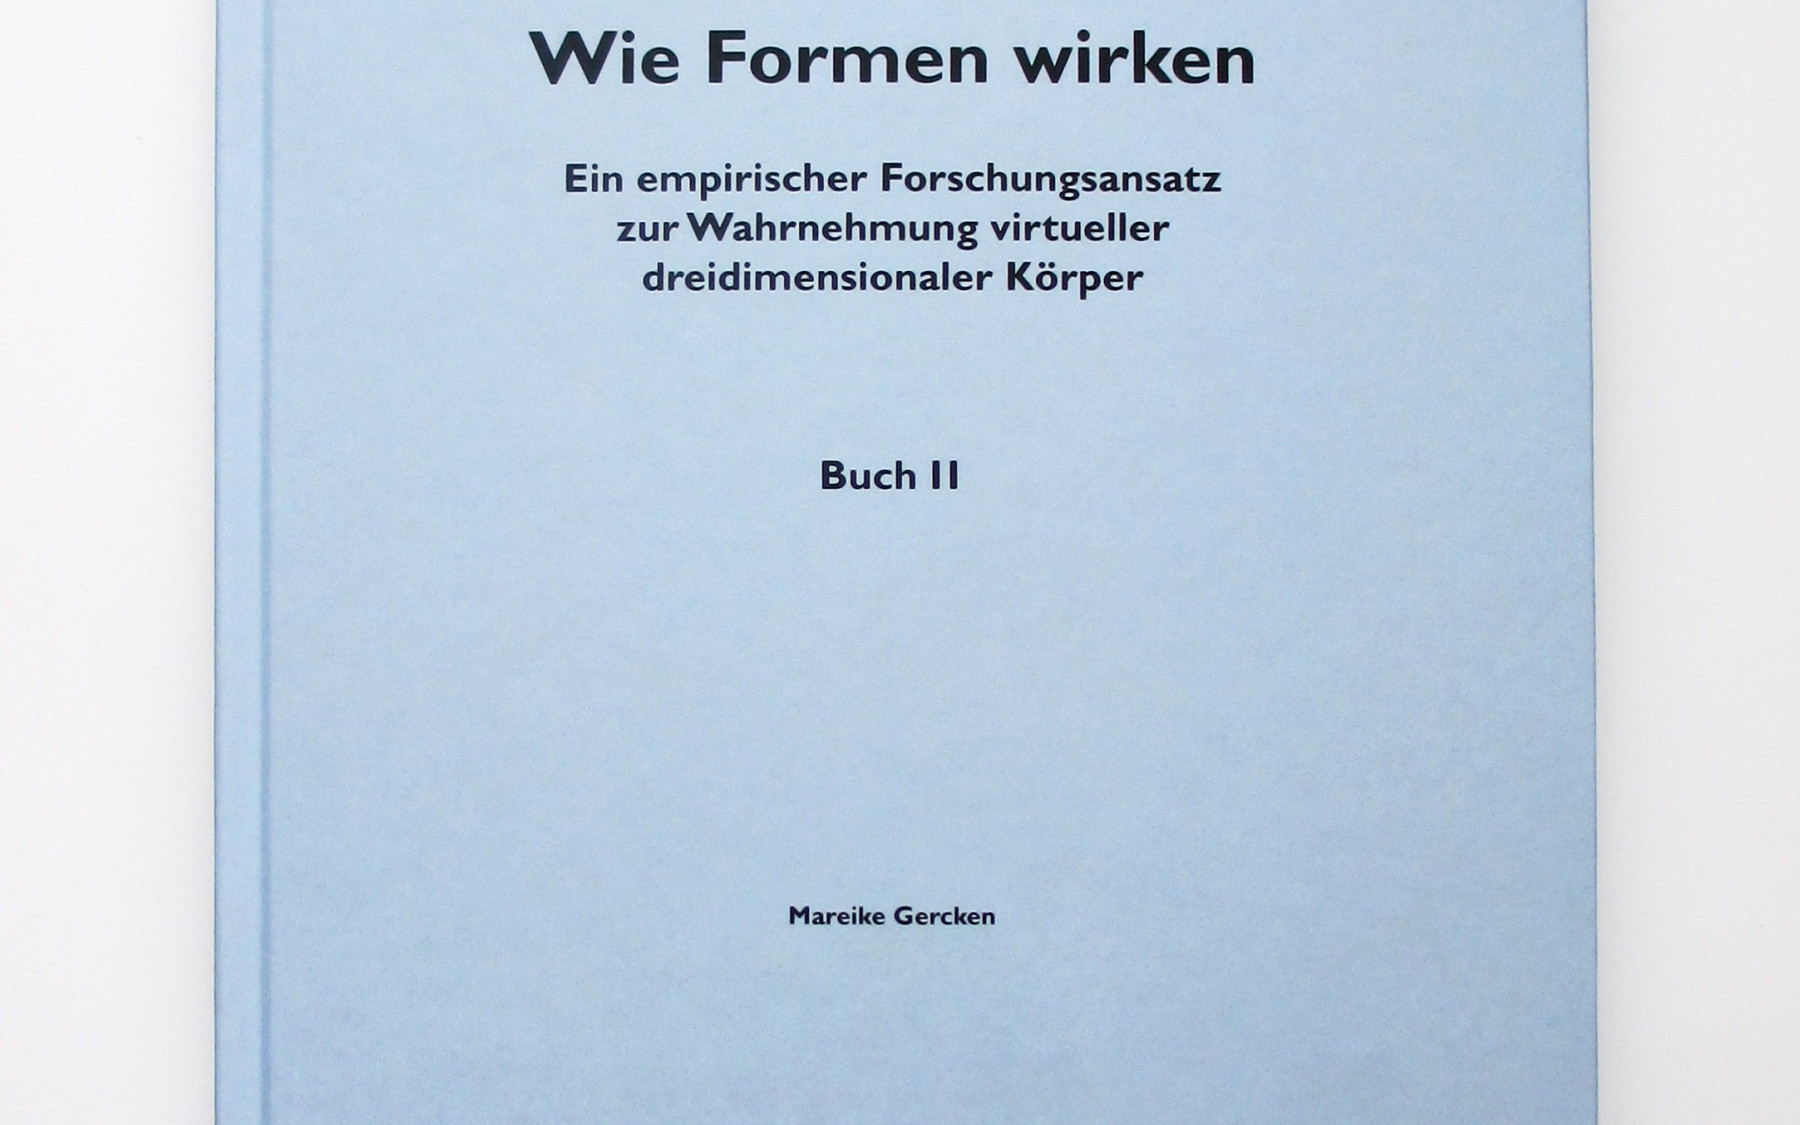 Wie Formen wirken
Ein empirischer Forschungsansatz
zur Wahrnehmung virtueller
dreidimensionaler Körper
Buch II
Mareike Gercken